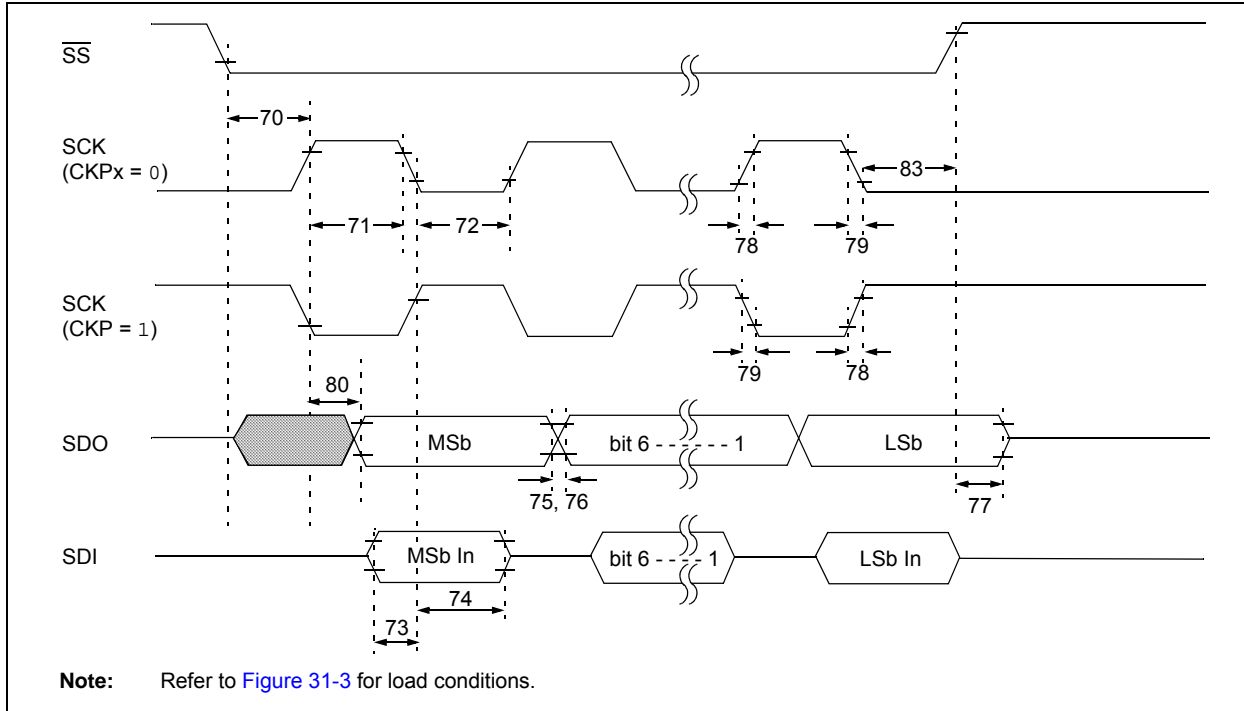 SS
70
SCK
(CKPx = 0)
83
71
72
78
79
SCK
(CKP = 1)
79
78
80
SDO
MSb
bit 6 - - - - - - 1
LSb
75, 76
77
SDI
MSb In
bit 6 - - - - - 1
LSb In
74
73
Note: Refer to Figure 31-3 for load conditions.